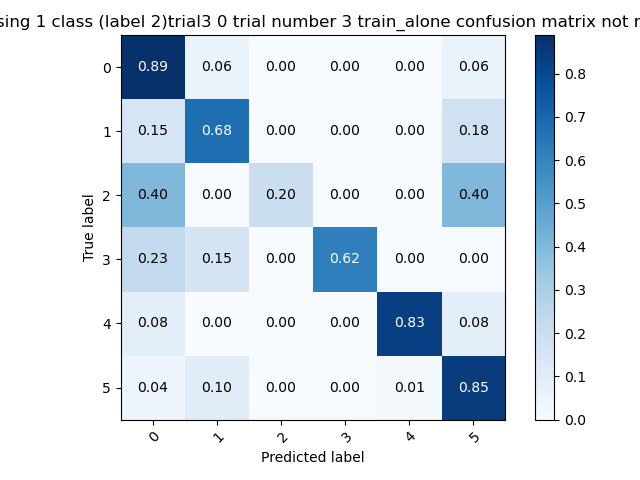 sing 1 class (label 2)trial3 0 trial number 3 train_alone confusion matrix not
0 0.89 0.06 0.00 0.00 0.00 0.06
1 0.15 0.68 0.00 0.00 0.00 0.18
2 0.40 0.00 0.20 0.00 0.00 0.40
3 0.23 0.15 0.00 0.62 0.00 0.00
4 0.08 0.00 0.00 0.00 0.83 0.08
5 0.04 0.10 0.00 0.00 0.01 0.85
0 1 2 3 4 5
Predicted label
True label
0.8
0.7
0.6
0.5
0.4
0.3
0.2
0.1
0.0